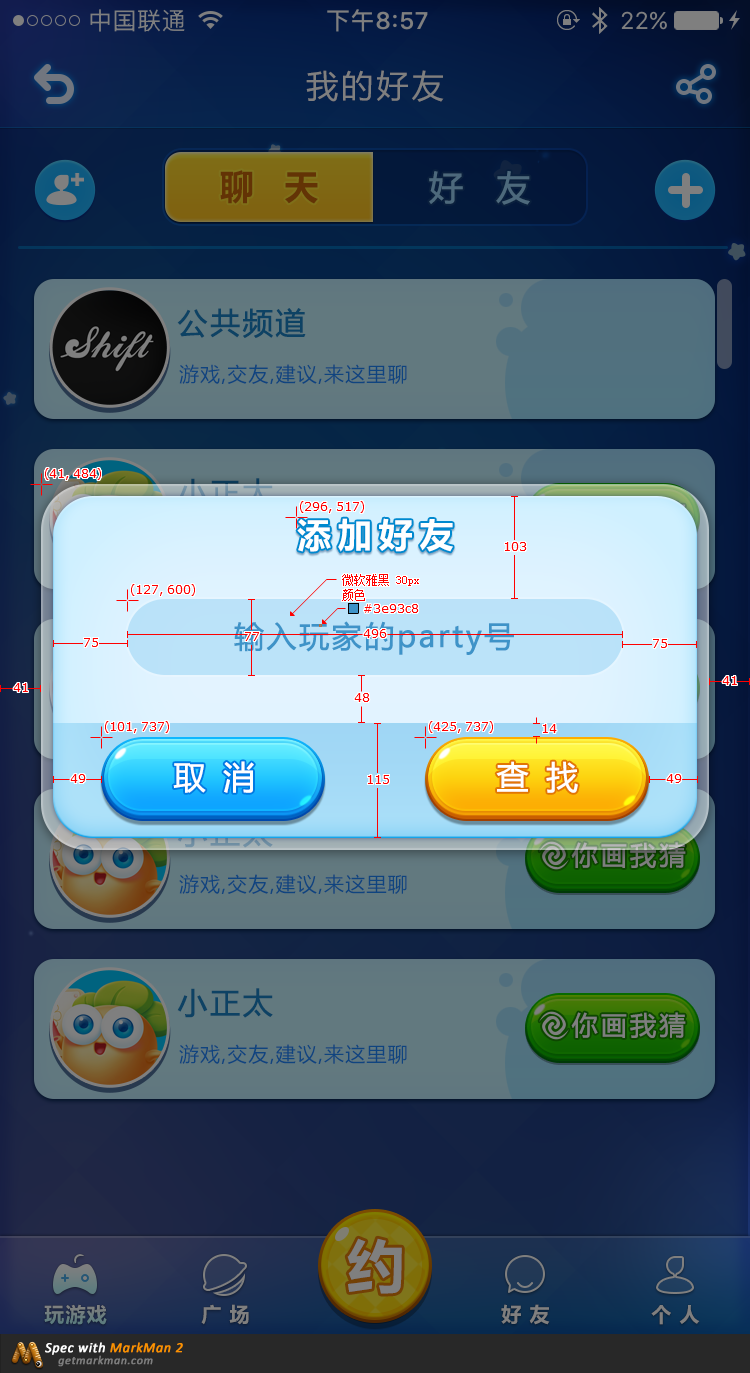 中国联通 下午8:57 22%
我的好友
聊 天 好 友
Shift 公共频道
游戏,交友,建议,来这里聊
(41, 484) 小正太
(296, 517)
添加好友 103
微软雅黑 30px
(127, 600) 颜色
#3e93c8
75 输入玩家的party号 77 496 75
41 41
48
(101, 737) (425, 737) 14
49 取 消 115 查 找 49
小正太
游戏,交友,建议,来这里聊 你画我猜
小正太
游戏,交友,建议,来这里聊 你画我猜
约
玩游戏 广 场 好 友 个 人
Spec with MarkMan 2
getmarkman.com